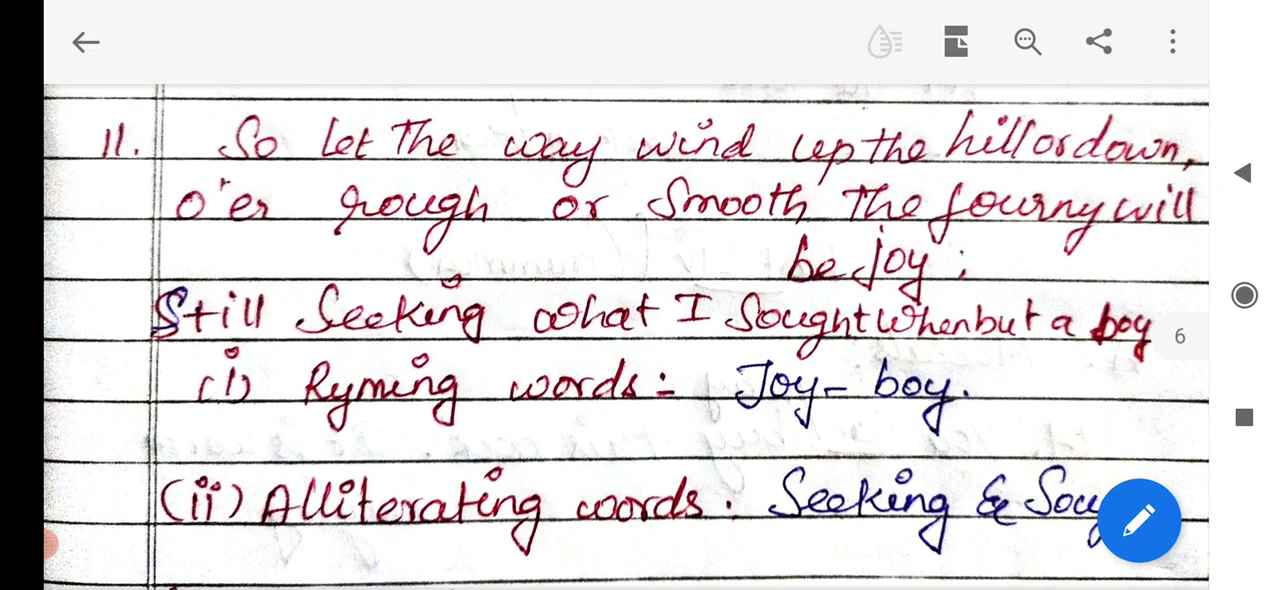 11. So let The way wind up the hill or down,
o'er rough or Smooth The Journy will
be joy ;
Still Seeking what I Sought When but a boy
6
(i) Ryming words :- Joy - boy.
(ii) Alliterating words : Seeking &